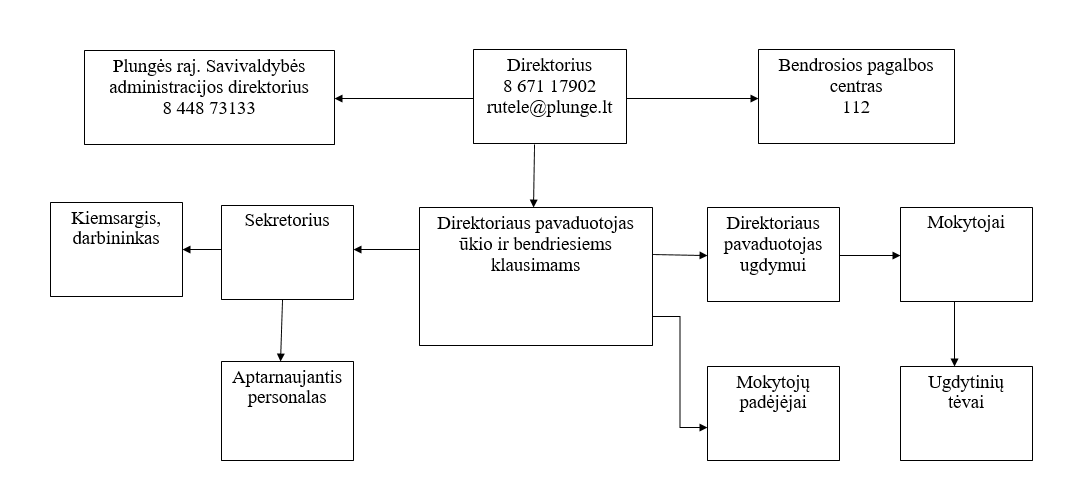 Plungės raj. Savivaldybės
administracijos direktorius
8 448 73133
Direktorius
8 671 17902
rutele@plunge.lt
Bendrosios pagalbos
centras
112
Kiemsargis,
darbininkas
Sekretorius
Direktoriaus pavaduotojas
ūkio ir bendriesiems
klausimams
Direktoriaus
pavaduotojas
ugdymui
Mokytojai
Aptarnaujantis
personalas
Mokytojų
padėjėjai
Ugdytinių
tėvai